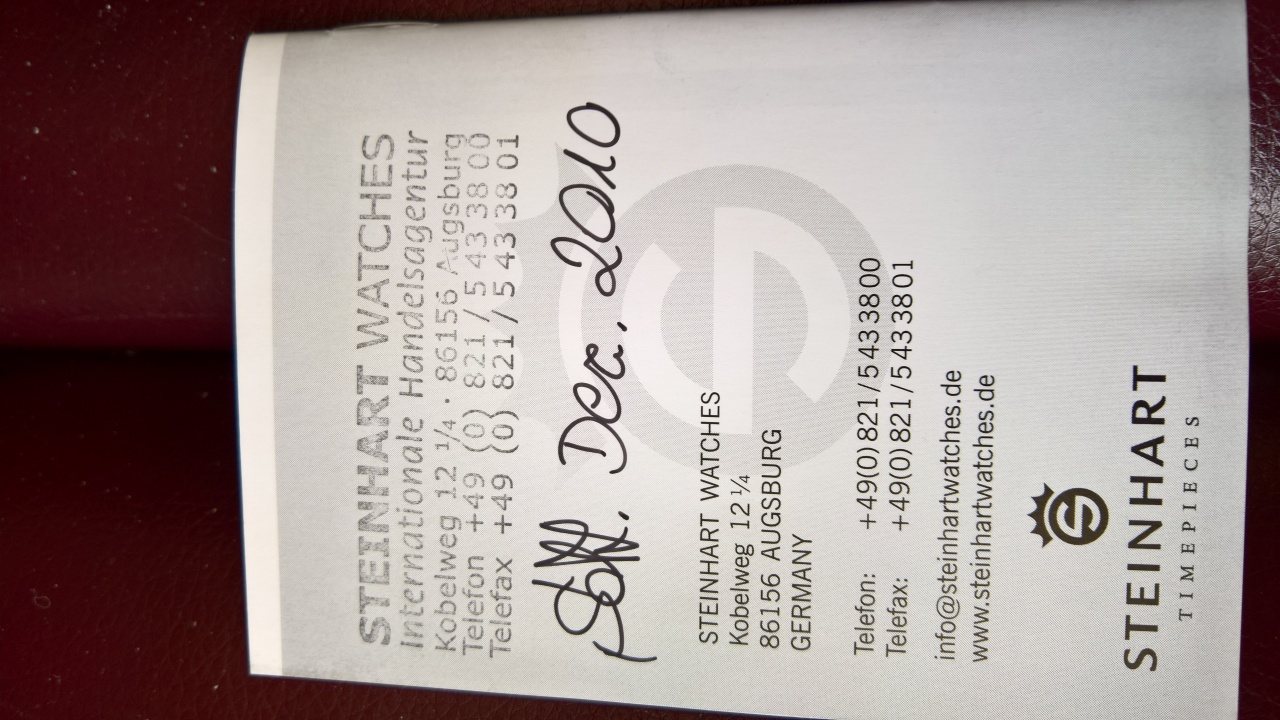 STEINHART WATCHES
Internationale Handelsagentur
Kobelweg 12 ¼ · 86156 Augsburg
Telefon +49 (0) 821 / 5 43 38 00
Telefax +49 (0) 821 / 5 43 38 01
Dez. 2010
STEINHART WATCHES
Kobelweg 12 ¼
86156 AUGSBURG
GERMANY
Telefon: +49(0)821/5433800
Telefax: +49(0)821/5433801
info@steinhartwatches.de
www.steinhartwatches.de
STEINHART
TIMEPIECES